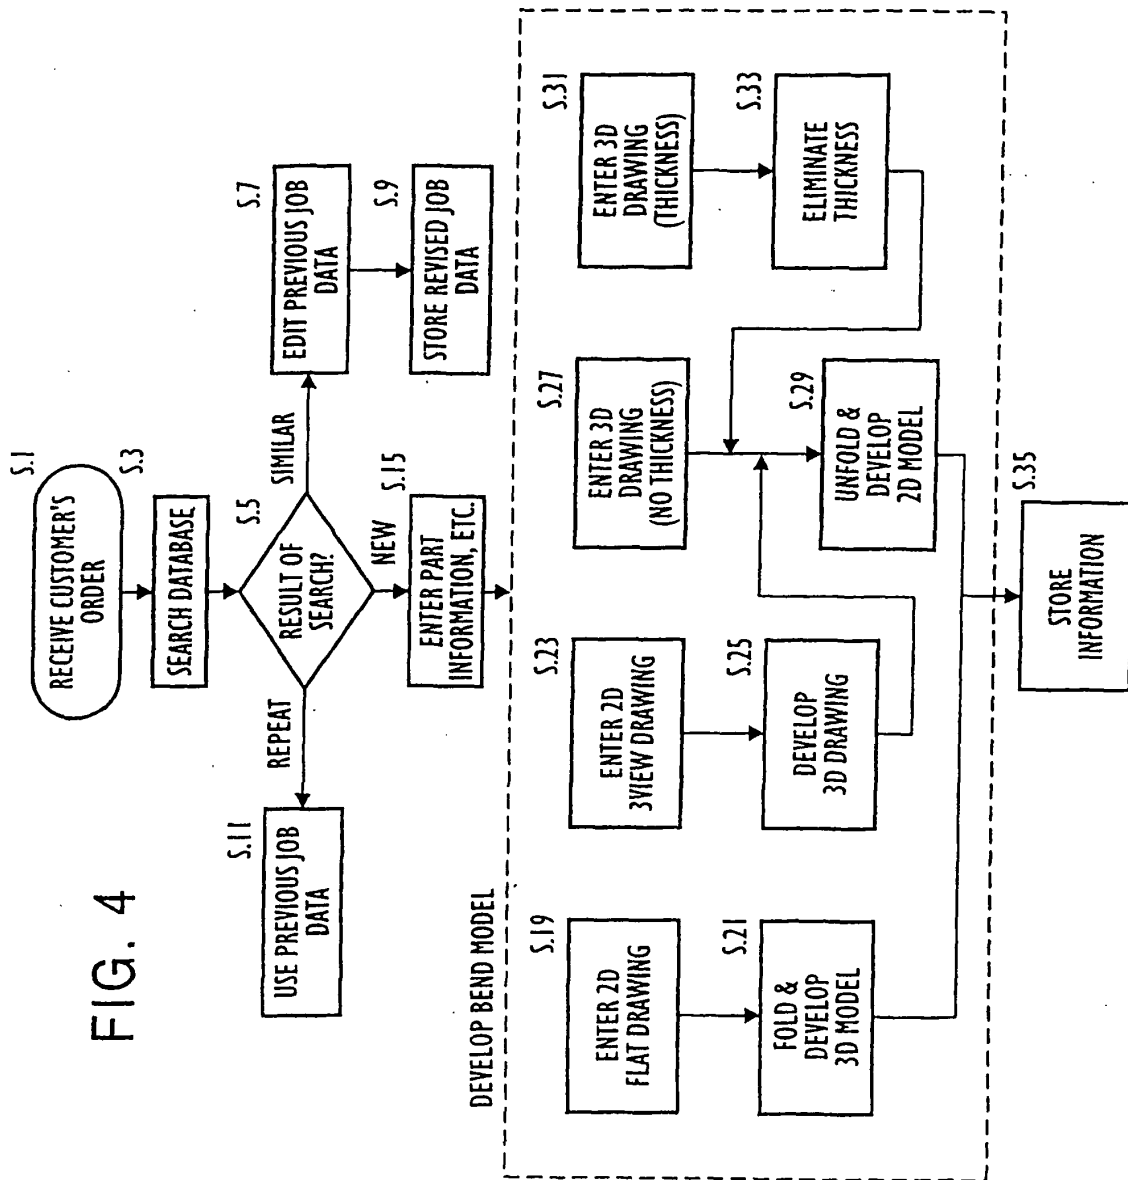 FIG. 4
S.1
RECEIVE CUSTOMER'S
ORDER
S.3
SEARCH DATABASE
S.5
RESULT OF
SEARCH?
REPEAT
SIMILAR
NEW
S.11
USE PREVIOUS JOB
DATA
S.7
EDIT PREVIOUS JOB
DATA
S.9
STORE REVISED JOB
DATA
S.15
ENTER PART
INFORMATION, ETC.
DEVELOP BEND MODEL
S.19
ENTER 2D
FLAT DRAWING
S.21
FOLD &
DEVELOP
3D MODEL
S.23
ENTER 2D
3VIEW DRAWING
S.25
DEVELOP
3D DRAWING
S.27
ENTER 3D
DRAWING
(NO THICKNESS)
S.29
UNFOLD &
DEVELOP
2D MODEL
S.31
ENTER 3D
DRAWING
(THICKNESS)
S.33
ELIMINATE
THICKNESS
S.35
STORE
INFORMATION